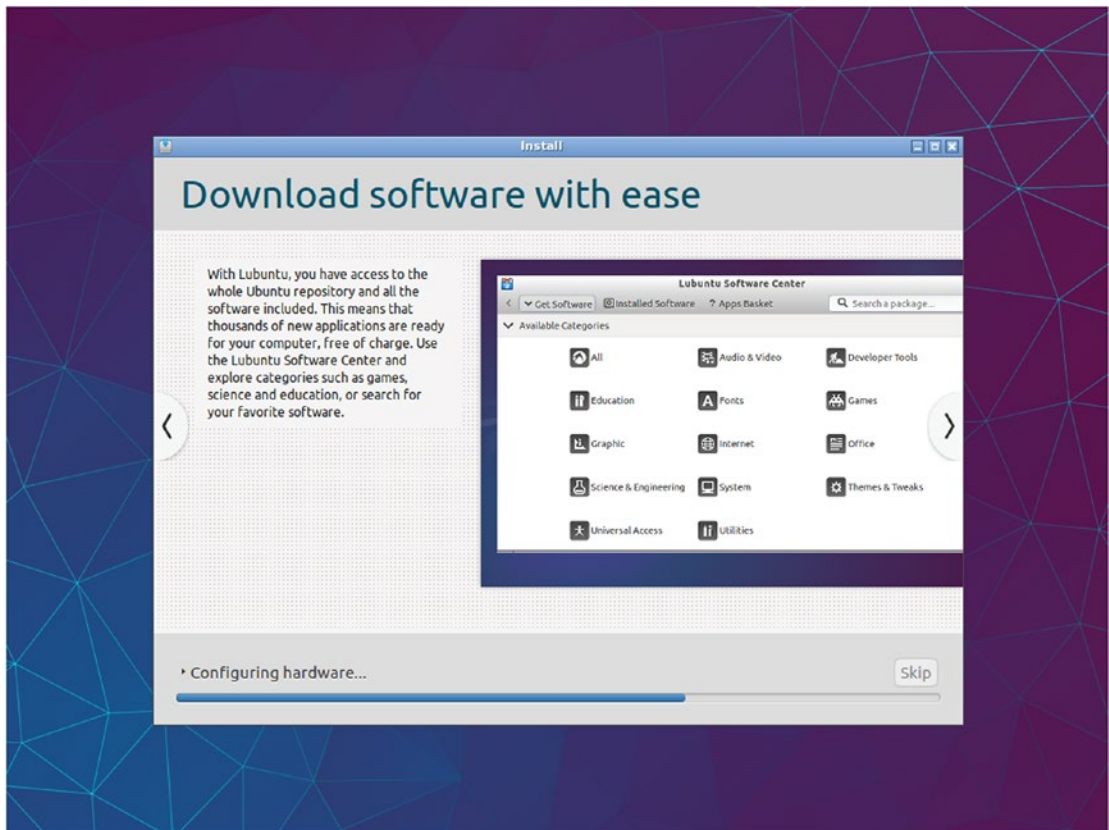 Install
Download software with ease
With Lubuntu, you have access to the
whole Ubuntu repository and all the
software included. This means that
thousands of new applications are ready
for your computer, free of charge. Use
the Lubuntu Software Center and
explore categories such as games,
science and education, or search for
your favorite software.
Lubuntu Software Center
Get Software Installed Software ? Apps Basket Search a package...
Available Categories
All Audio & Video Developer Tools
Education Fonts Games
Graphic Internet Office
Science & Engineering System Themes & Tweaks
Universal Access Utilities
Configuring hardware... Skip